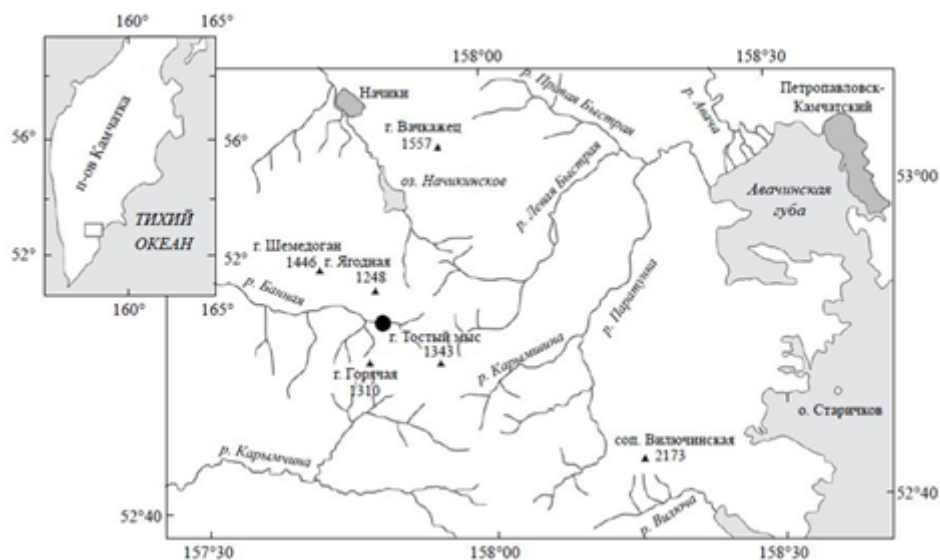 160°
165°
56°
56°
п-ов Камчатка
ТИХИЙ
ОКЕАН
52°
52°
160°
165°
158°00
158°30
Начики
г. Вачкажец
1557
р. Правая Быстрая
р. Авача
Петропавловск-
Камчатский
53°00
оз. Начикинское
р. Левая Быстрая
Авачинская
губа
г. Шемедоган
1446
г. Ягодная
1248
р. Банная
р. Паратунка
г. Тостый мыс
1343
р. Карымшина
г. Горячая
1310
о. Старичков
соп. Вилючинская
2173
р. Карымчина
52°40
52°40
р. Вилюча
157°30
158°00
158°30